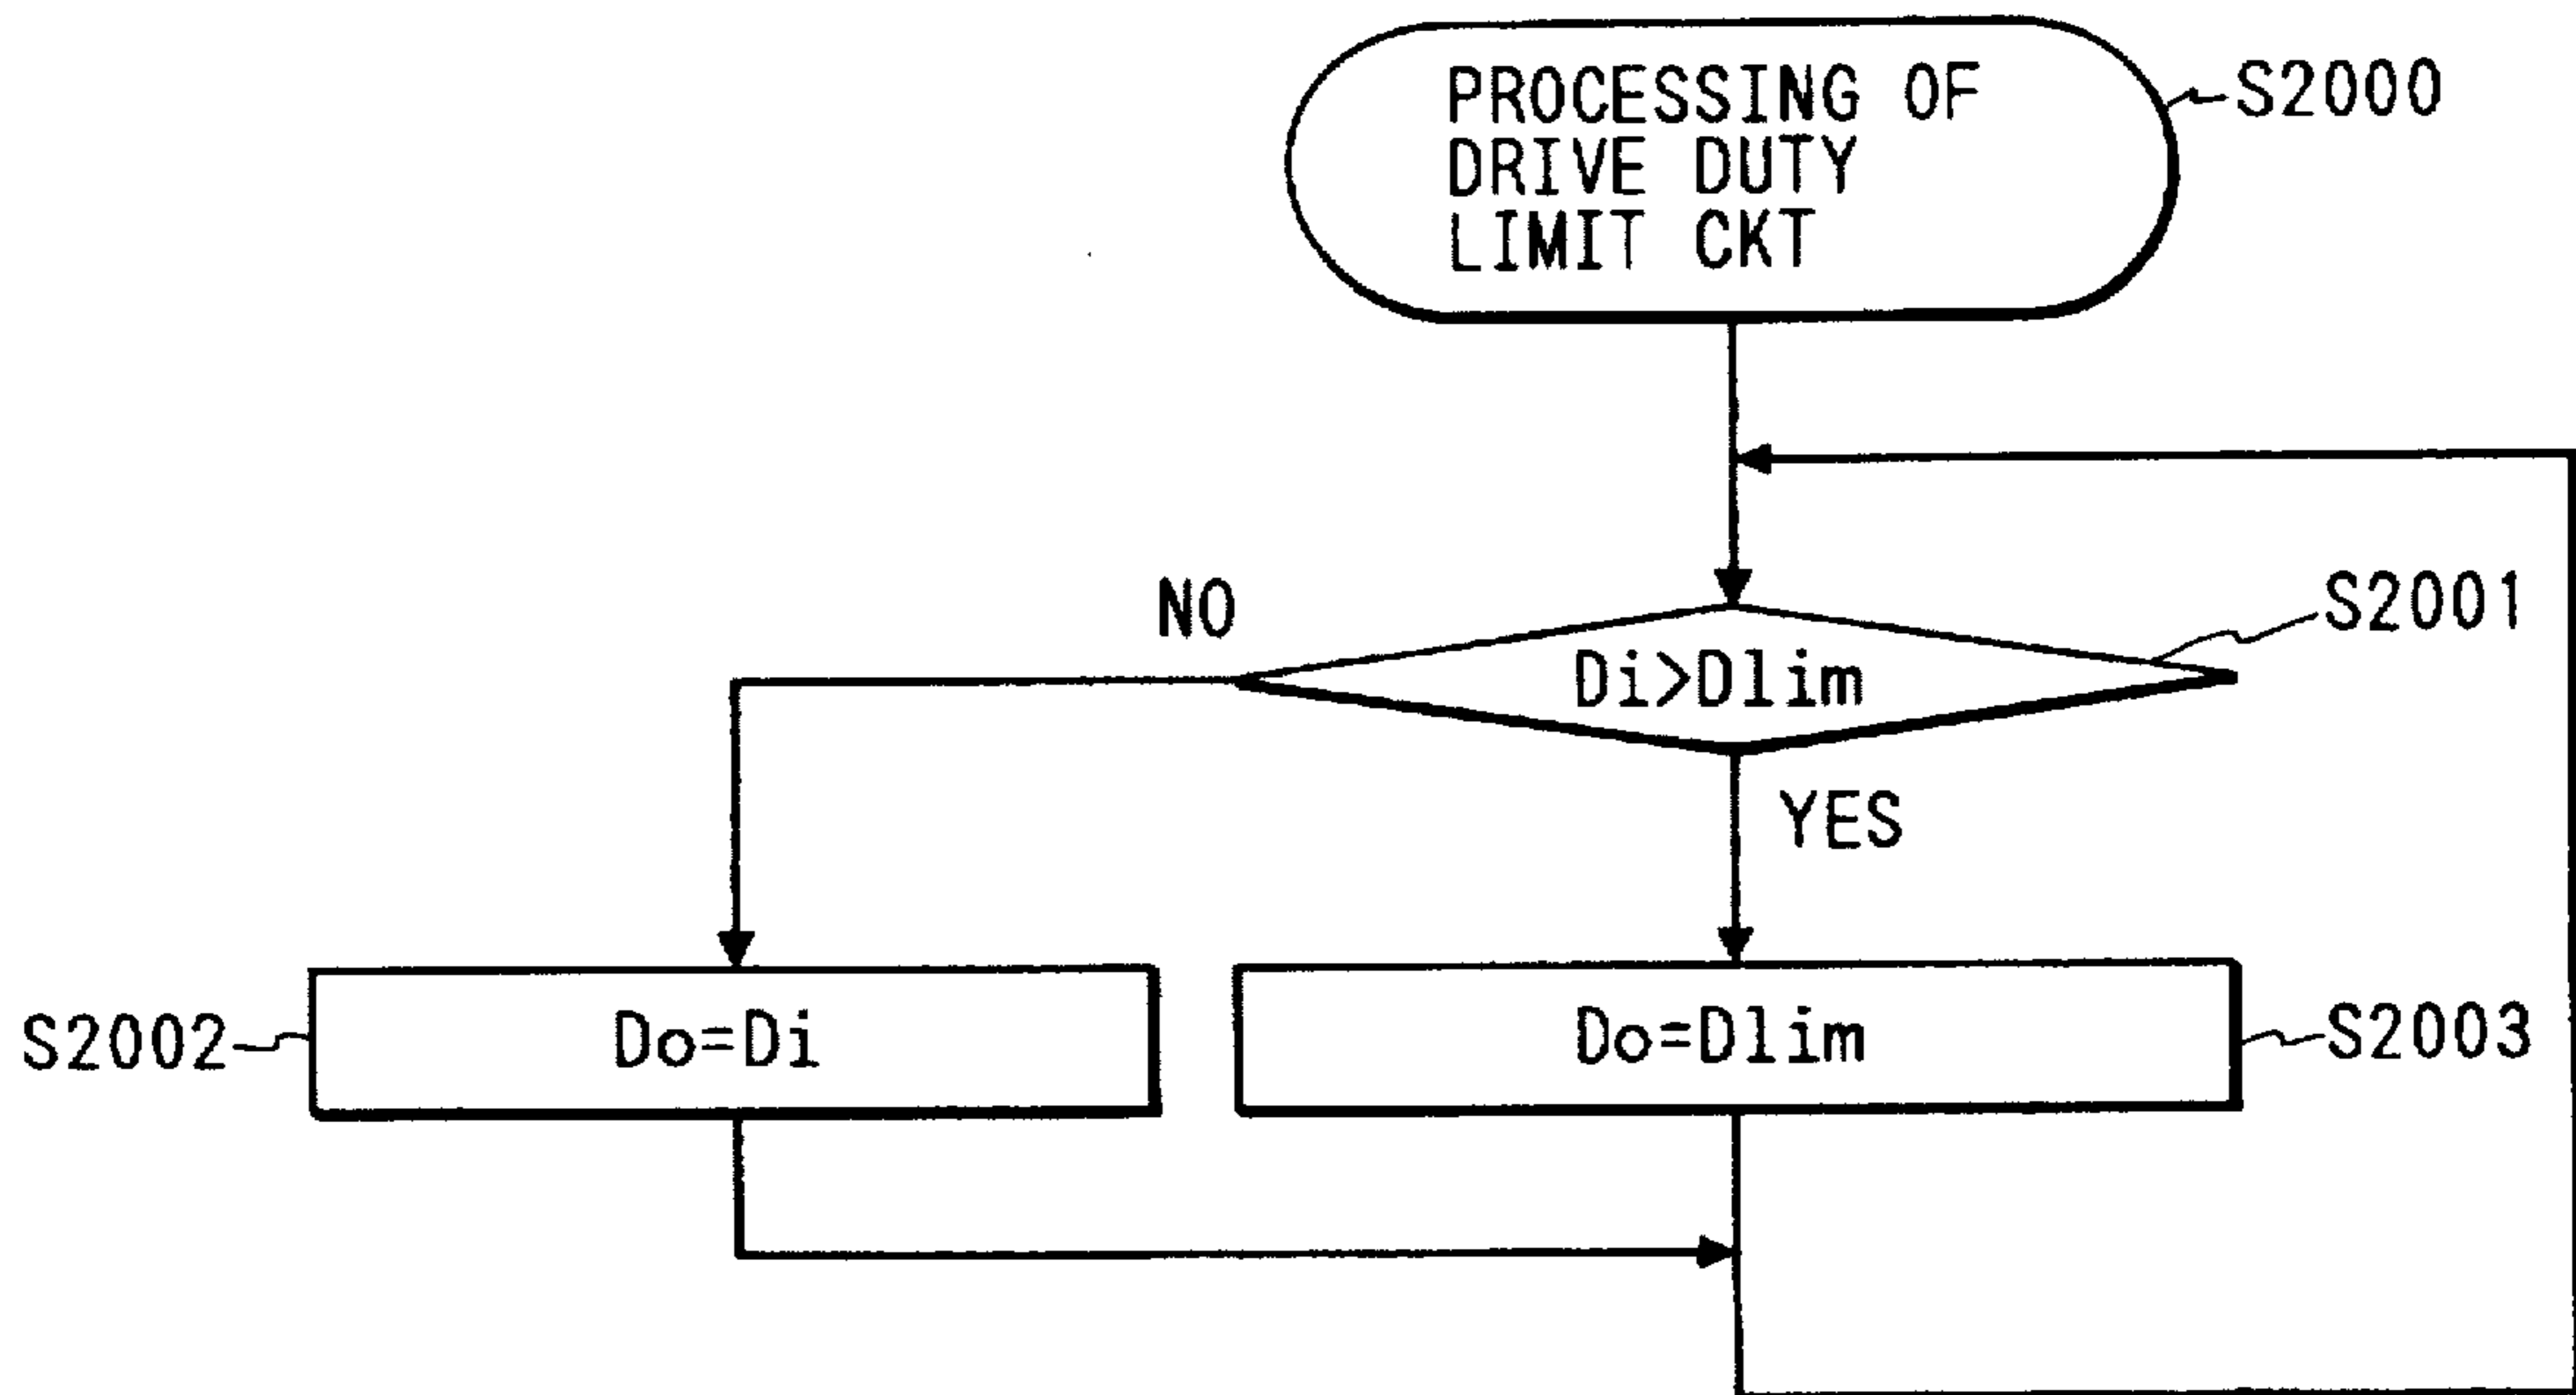 PROCESSING OF
DRIVE DUTY
LIMIT CKT
S2000
NO
Di>Dlim
S2001
YES
S2002
Do=Di
Do=Dlim
S2003